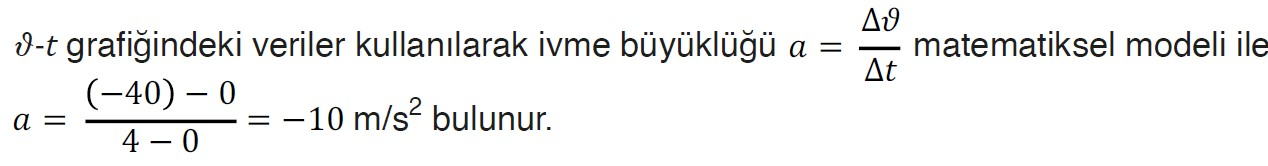 𝜗-t grafiğindeki veriler kullanılarak ivme büyüklüğü a = Δ𝜗/Δt matematiksel modeli ile
a = ((−40) − 0)/(4 − 0) = −10 m/s² bulunur.